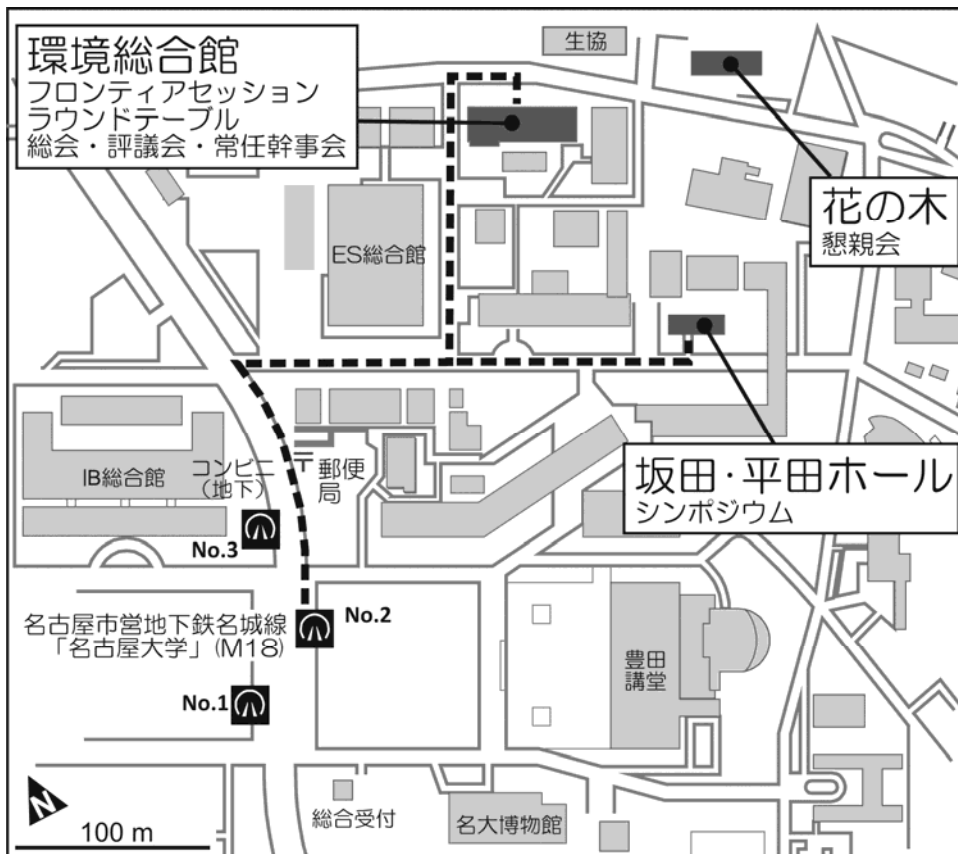 生協
環境総合館
フロンティアセッション
ラウンドテーブル
総会・評議会・常任幹事会
花の木
懇親会
ES総合館
坂田・平田ホール
シンポジウム
IB総合館
コンビニ
(地下)
〒郵便
局
No.3
No.2
名古屋市営地下鉄名城線
「名古屋大学」(M18)
豊田
講堂
No.1
N
100 m
総合受付
名大博物館